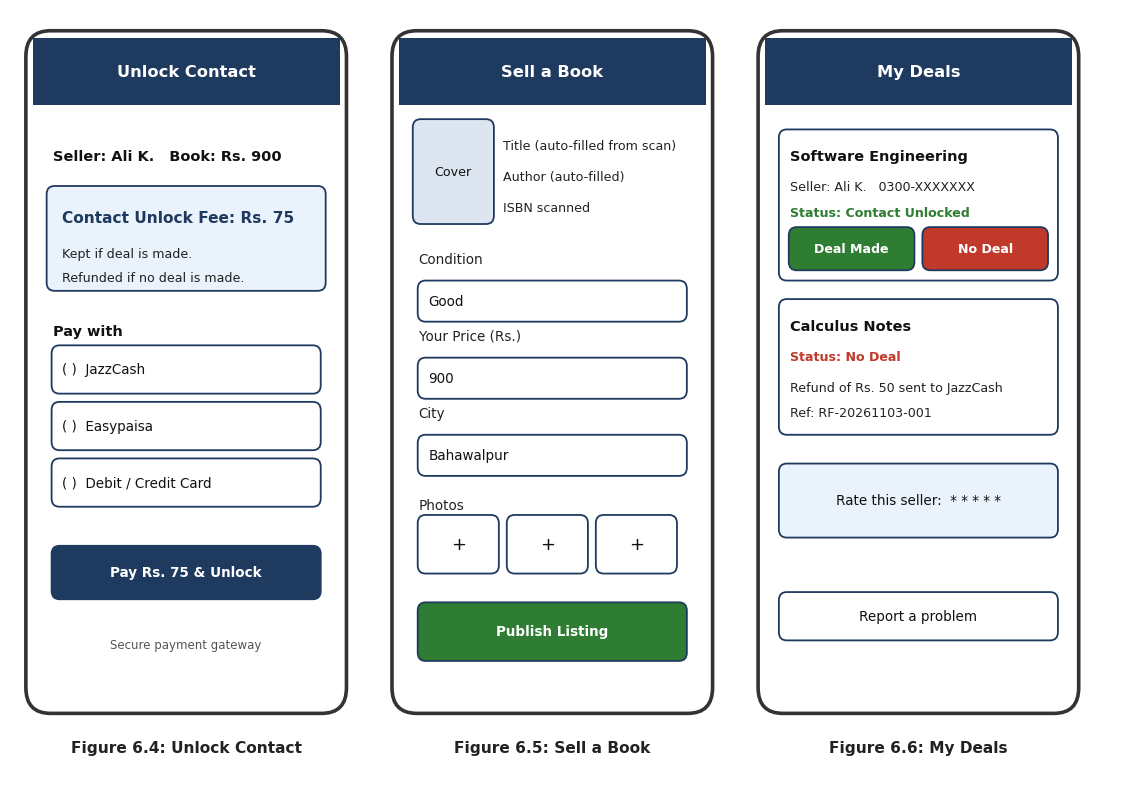 Unlock Contact
Seller: Ali K.   Book: Rs. 900
Contact Unlock Fee: Rs. 75
Kept if deal is made.
Refunded if no deal is made.
Pay with
( )  JazzCash
( )  Easypaisa
( )  Debit / Credit Card
Pay Rs. 75 & Unlock
Secure payment gateway
Figure 6.4: Unlock Contact
Sell a Book
Cover
Title (auto-filled from scan)
Author (auto-filled)
ISBN scanned
Condition
Good
Your Price (Rs.)
900
City
Bahawalpur
Photos
+ + +
Publish Listing
Figure 6.5: Sell a Book
My Deals
Software Engineering
Seller: Ali K.   0300-XXXXXXX
Status: Contact Unlocked
Deal Made   No Deal
Calculus Notes
Status: No Deal
Refund of Rs. 50 sent to JazzCash
Ref: RF-20261103-001
Rate this seller:  * * * * *
Report a problem
Figure 6.6: My Deals